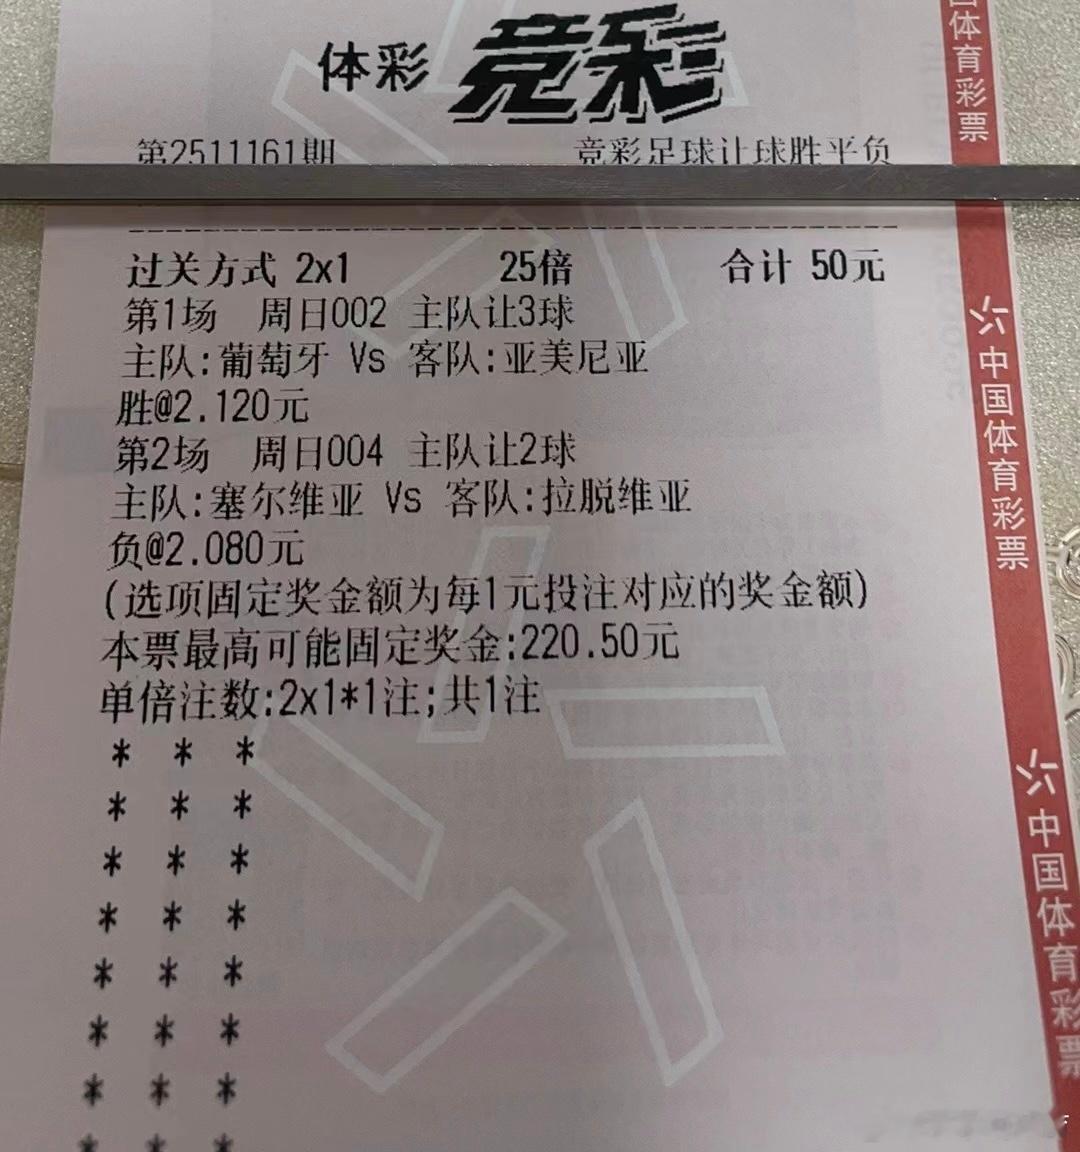 体彩 竞彩
第2511161期 竞彩足球让球胜平负
过关方式 2x1 25倍 合计 50元
第1场 周日002 主队让3球
主队:葡萄牙 Vs 客队:亚美尼亚
胜@2.120元
第2场 周日004 主队让2球
主队:塞尔维亚 Vs 客队:拉脱维亚
负@2.080元
(选项固定奖金额为每1元投注对应的奖金额)
本票最高可能固定奖金:220.50元
单倍注数:2x1*1注;共1注
* * *
* * *
* * *
* * *
* * *
* * *
* * *
* * *
国体育彩票
中国体育彩票
中国体育彩票